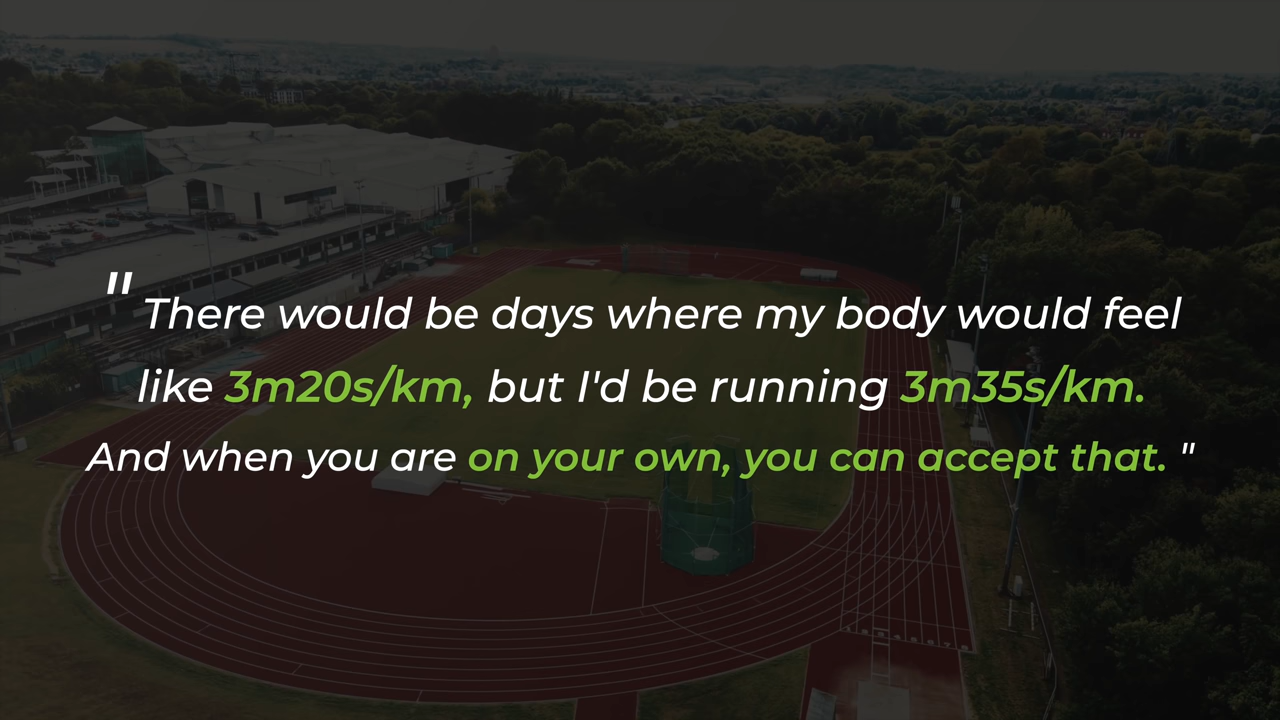 " There would be days where my body would feel
like 3m20s/km, but I'd be running 3m35s/km.
And when you are on your own, you can accept that. "